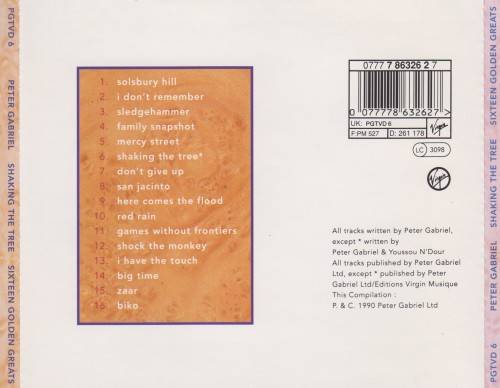 PGTVD 6 PETER GABRIEL SHAKING THE TREE SIXTEEN GOLDEN GREATS
1. solsbury hill
2. i don't remember
3. sledgehammer
4. family snapshot
5. mercy street
6. shaking the tree*
7. don't give up
8. san jacinto
9. here comes the flood
10 red rain
11 games without frontiers
12 shock the monkey
13. i have the touch
14 big time
15. zaar
16 biko
0777 7 86326 2 7
0 077778 632627
UK: PGTVD 6
F:PM 527 D: 261 178
Virgin
LC 3098
Virgin
All tracks written by Peter Gabriel,
except * written by
Peter Gabriel & Youssou N'Dour
All tracks published by Peter Gabriel
Ltd, except * published by Peter
Gabriel Ltd/Editions Virgin Musique
This Compilation :
P. & C. 1990 Peter Gabriel Ltd
PGTVD 6 PETER GABRIEL SHAKING THE TREE SIXTEEN GOLDEN GREATS